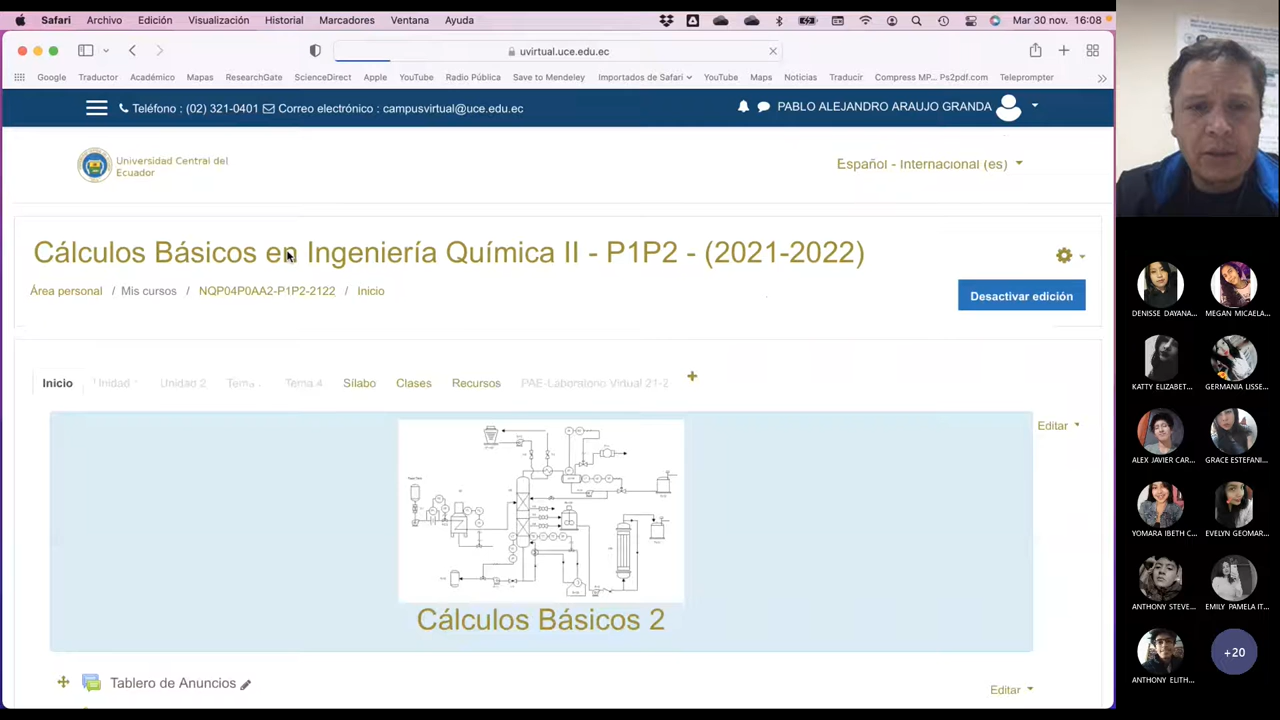 Safari Archivo Edición Visualización Historial Marcadores Ventana Ayuda Mar 30 nov. 16:08
uvirtual.uce.edu.ec
Google Traductor Académico Mapas ResearchGate ScienceDirect Apple YouTube Radio Pública Save to Mendeley Importados de Safari YouTube Maps Noticias Traducir Compress MP... Ps2pdf.com Teleprompter
Teléfono : (02) 321-0401 Correo electrónico : campusvirtual@uce.edu.ec PABLO ALEJANDRO ARAUJO GRANDA
Universidad Central del
Ecuador
Español - Internacional (es)
Cálculos Básicos en Ingeniería Química II - P1P2 - (2021-2022)
Área personal / Mis cursos / NQP04P0AA2-P1P2-2122 / Inicio
Desactivar edición
Inicio Unidad Unidad 2 Tema Tema 4 Sílabo Clases Recursos PAE-Laboratorio Virtual 21-2
Editar
Cálculos Básicos 2
Tablero de Anuncios
Editar
DENISSE DAYANA... MEGAN MICAELA...
KATTY ELIZABET... GERMANIA LISSE...
ALEX JAVIER CAR... GRACE ESTEFANI...
YOMARA IBETH C... EVELYN GEOMAR...
ANTHONY STEVE... EMILY PAMELA IT...
+20
ANTHONY ELITH...